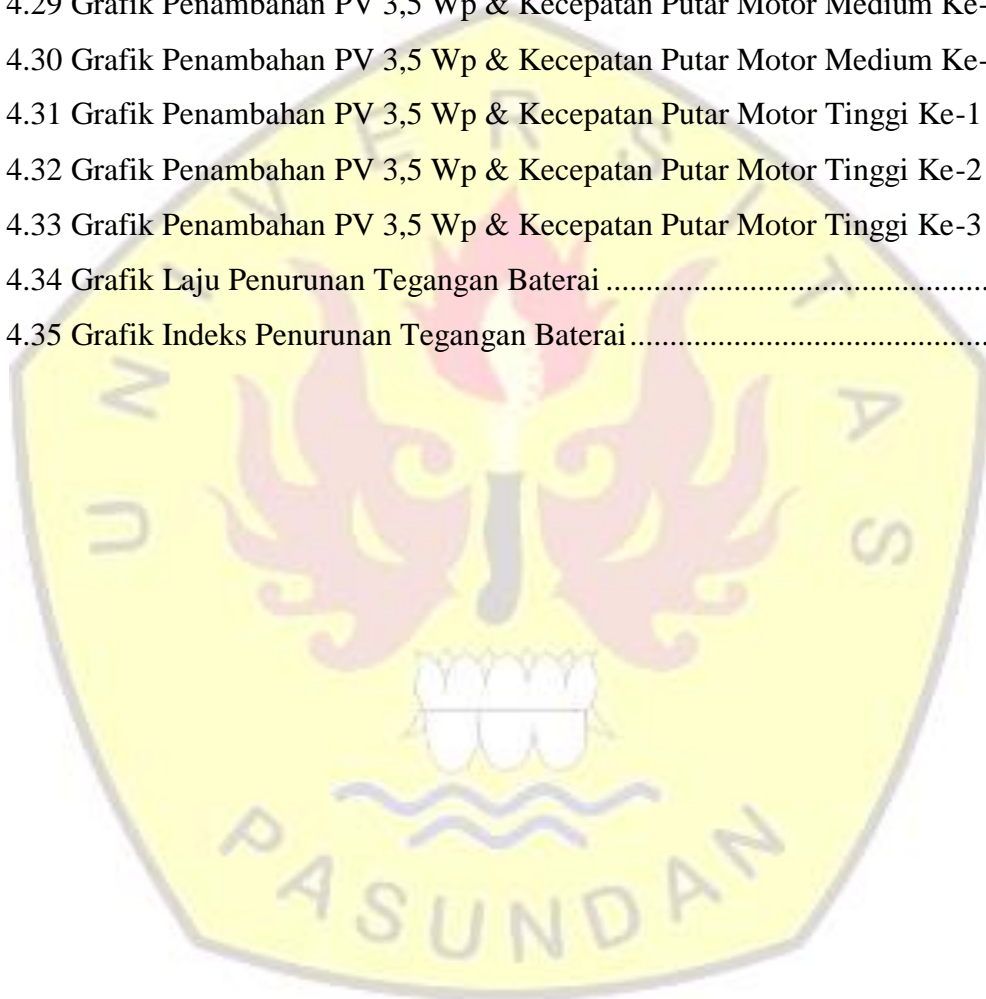 4.29 Grafik Penambahan PV 3,5 Wp & Kecepatan Putar Motor Medium Ke-
4.30 Grafik Penambahan PV 3,5 Wp & Kecepatan Putar Motor Medium Ke-
4.31 Grafik Penambahan PV 3,5 Wp & Kecepatan Putar Motor Tinggi Ke-1
4.32 Grafik Penambahan PV 3,5 Wp & Kecepatan Putar Motor Tinggi Ke-2
4.33 Grafik Penambahan PV 3,5 Wp & Kecepatan Putar Motor Tinggi Ke-3
4.34 Grafik Laju Penurunan Tegangan Baterai ................................................
4.35 Grafik Indeks Penurunan Tegangan Baterai .............................................
UNIVERSITAS
PASUNDAN